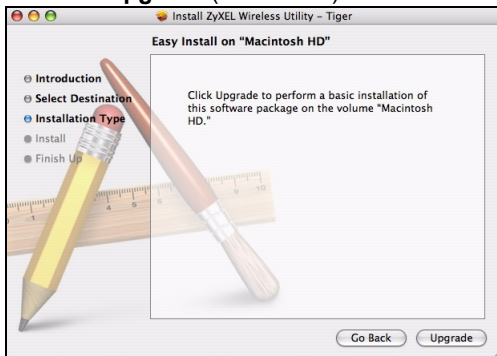 Install ZyXEL Wireless Utility – Tiger
Easy Install on "Macintosh HD"
Introduction
Select Destination
Installation Type
Install
Finish Up
Click Upgrade to perform a basic installation of
this software package on the volume "Macintosh
HD."
Go Back
Upgrade